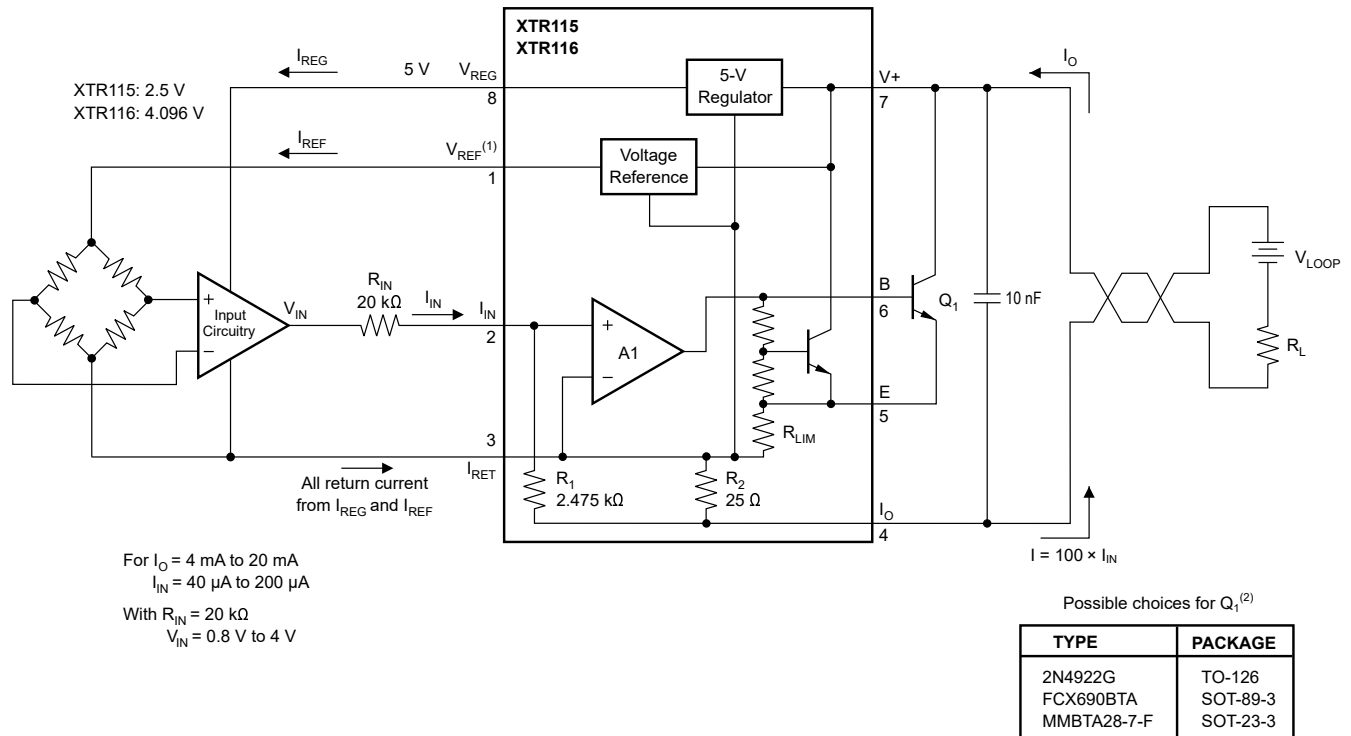 XTR115
XTR116
I_REG
5 V
V_REG
8
5-V
Regulator
V+
7
I_O
XTR115: 2.5 V
XTR116: 4.096 V
I_REF
V_REF(1)
1
Voltage
Reference
V_LOOP
R_L
+
Input
Circuitry
–
V_IN
R_IN
20 kΩ
I_IN
I_IN
2
+
A1
–
B
6
Q1
10 nF
E
5
R_LIM
3
I_RET
All return current
from I_REG and I_REF
R1
2.475 kΩ
R2
25 Ω
I_O
4
I = 100 × I_IN
For I_O = 4 mA to 20 mA
I_IN = 40 µA to 200 µA
With R_IN = 20 kΩ
V_IN = 0.8 V to 4 V
Possible choices for Q1(2)
TYPE PACKAGE
2N4922G TO-126
FCX690BTA SOT-89-3
MMBTA28-7-F SOT-23-3